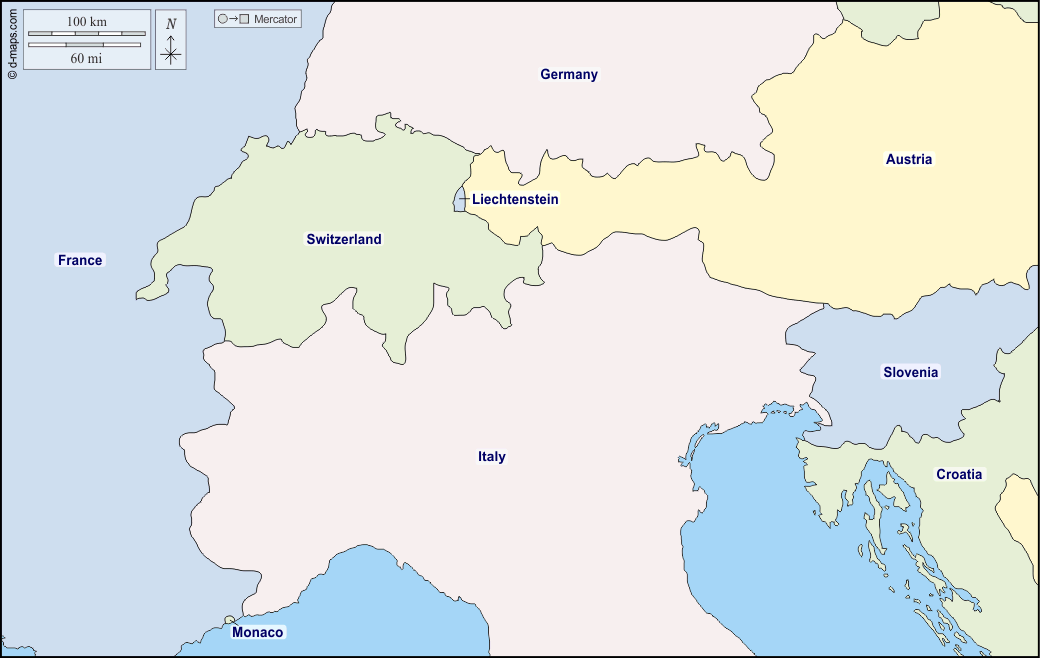 © d-maps.com
100 km
60 mi
N
Mercator
Germany
Austria
Liechtenstein
Switzerland
France
Slovenia
Italy
Croatia
Monaco